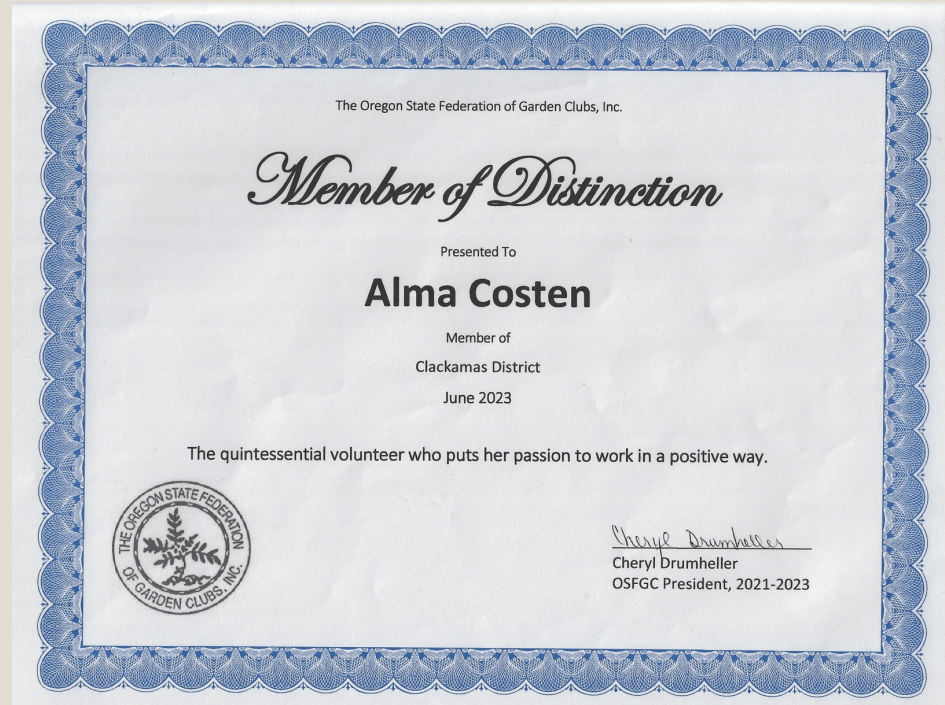 The Oregon State Federation of Garden Clubs, Inc.
Member of Distinction
Presented To
Alma Costen
Member of
Clackamas District
June 2023
The quintessential volunteer who puts her passion to work in a positive way.
THE OREGON STATE FEDERATION
OF GARDEN CLUBS, INC.
Cheryl Drumheller
Cheryl Drumheller
OSFGC President, 2021-2023